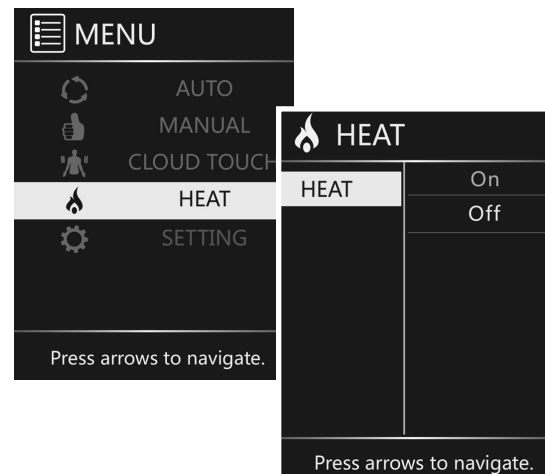 MENU
AUTO
MANUAL
CLOUD TOUCH
HEAT
SETTING
Press arrows to navigate.
HEAT
HEAT
On
Off
Press arrows to navigate.